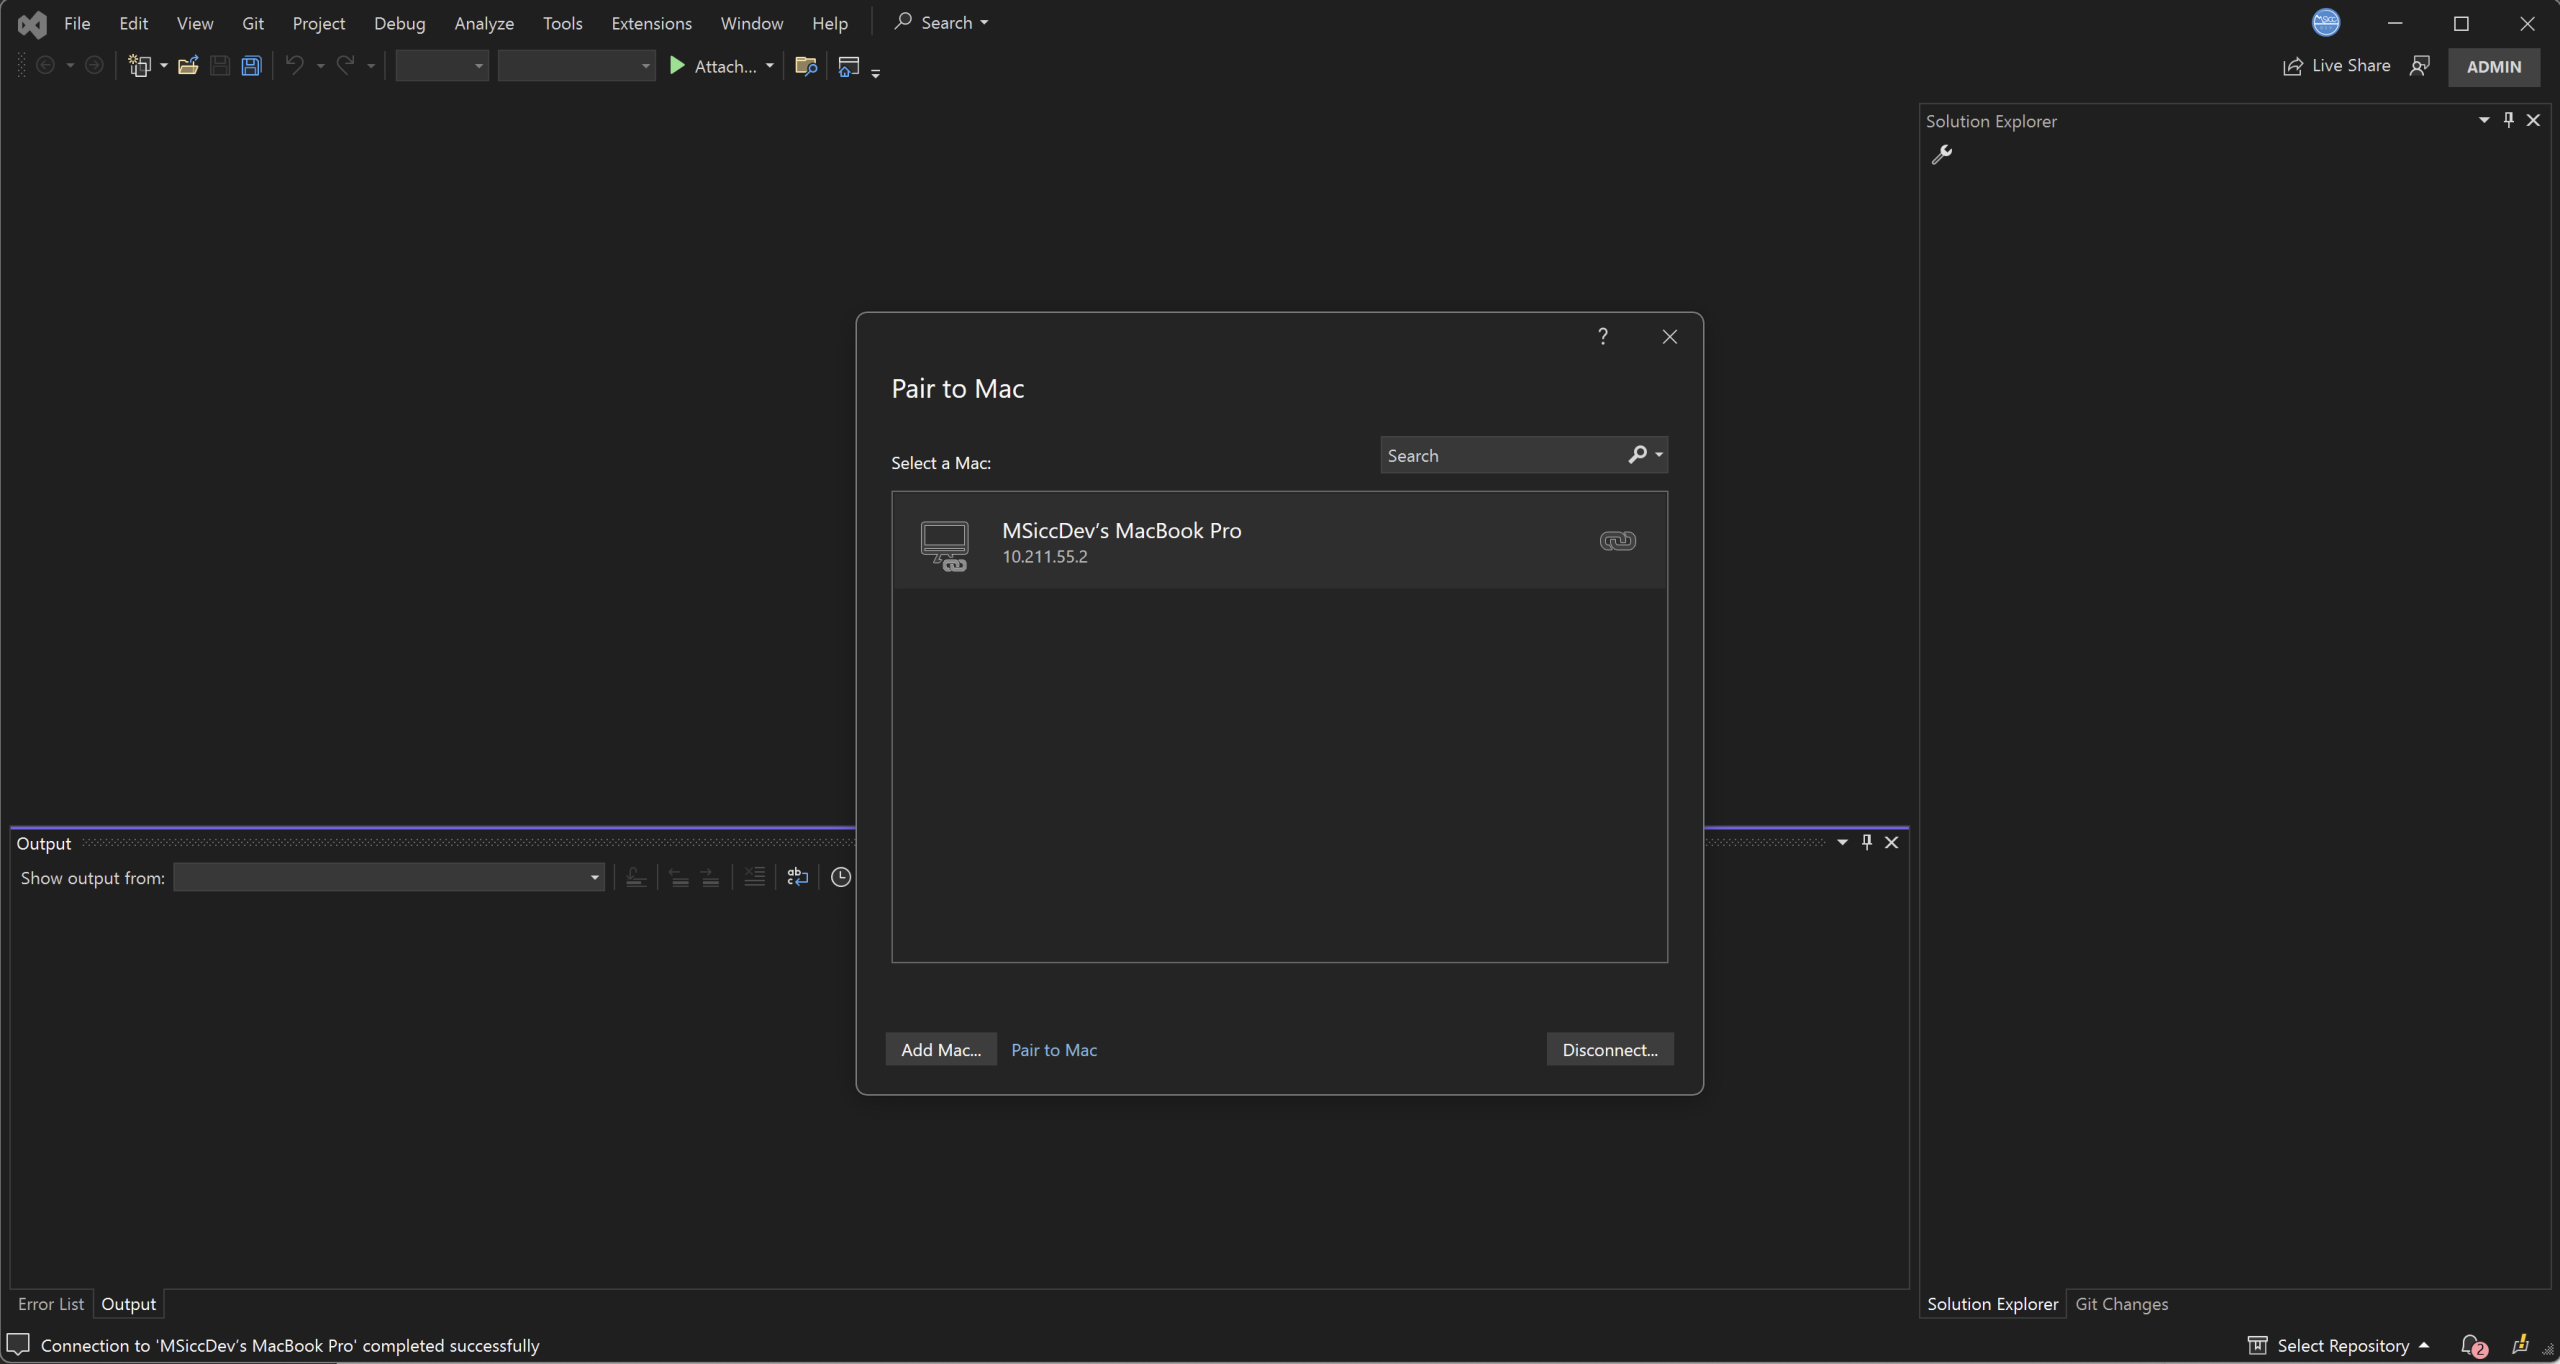 File Edit View Git Project Debug Analyze Tools Extensions Window Help Search
Attach... Live Share ADMIN
Solution Explorer
?
Pair to Mac
Select a Mac: Search
MSiccDev’s MacBook Pro
10.211.55.2
Add Mac... Pair to Mac Disconnect...
Output
Show output from:
Error List Output
Solution Explorer Git Changes
Connection to 'MSiccDev’s MacBook Pro' completed successfully
Select Repository 2